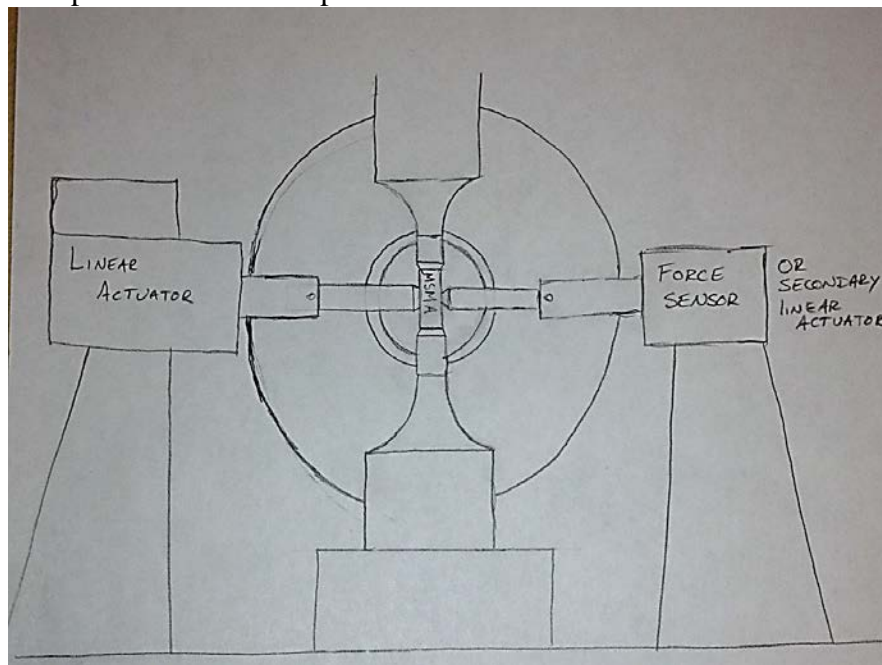 LINEAR
ACTUATOR
MSMA
FORCE
SENSOR
OR
SECONDARY
LINEAR
ACTUATOR